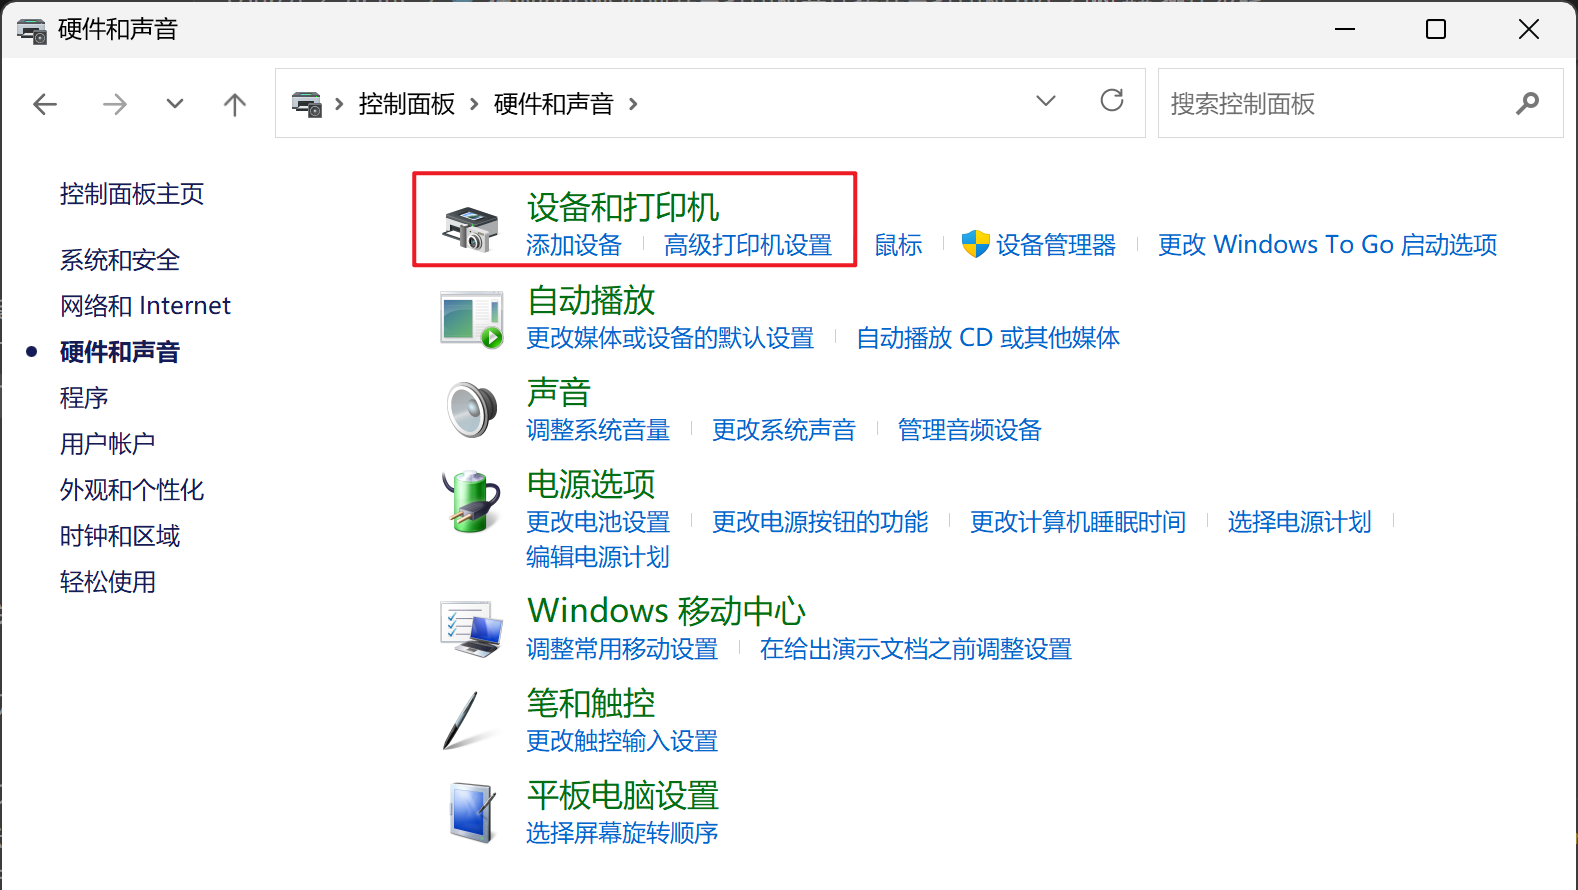 硬件和声音
控制面板 硬件和声音
搜索控制面板
控制面板主页
系统和安全
网络和 Internet
硬件和声音
程序
用户帐户
外观和个性化
时钟和区域
轻松使用
设备和打印机
添加设备 高级打印机设置 鼠标 设备管理器 更改 Windows To Go 启动选项
自动播放
更改媒体或设备的默认设置 自动播放 CD 或其他媒体
声音
调整系统音量 更改系统声音 管理音频设备
电源选项
更改电池设置 更改电源按钮的功能 更改计算机睡眠时间 选择电源计划
编辑电源计划
Windows 移动中心
调整常用移动设置 在给出演示文档之前调整设置
笔和触控
更改触控输入设置
平板电脑设置
选择屏幕旋转顺序